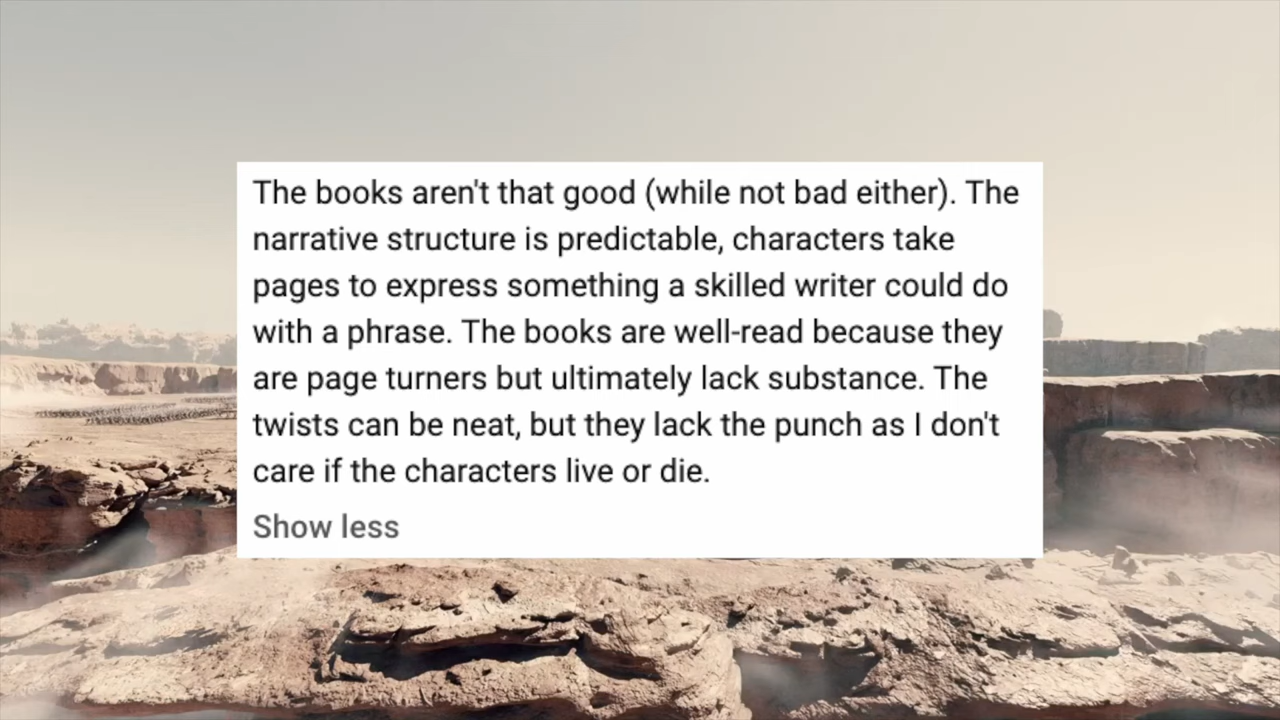 The books aren't that good (while not bad either). The
narrative structure is predictable, characters take
pages to express something a skilled writer could do
with a phrase. The books are well-read because they
are page turners but ultimately lack substance. The
twists can be neat, but they lack the punch as I don't
care if the characters live or die.
Show less